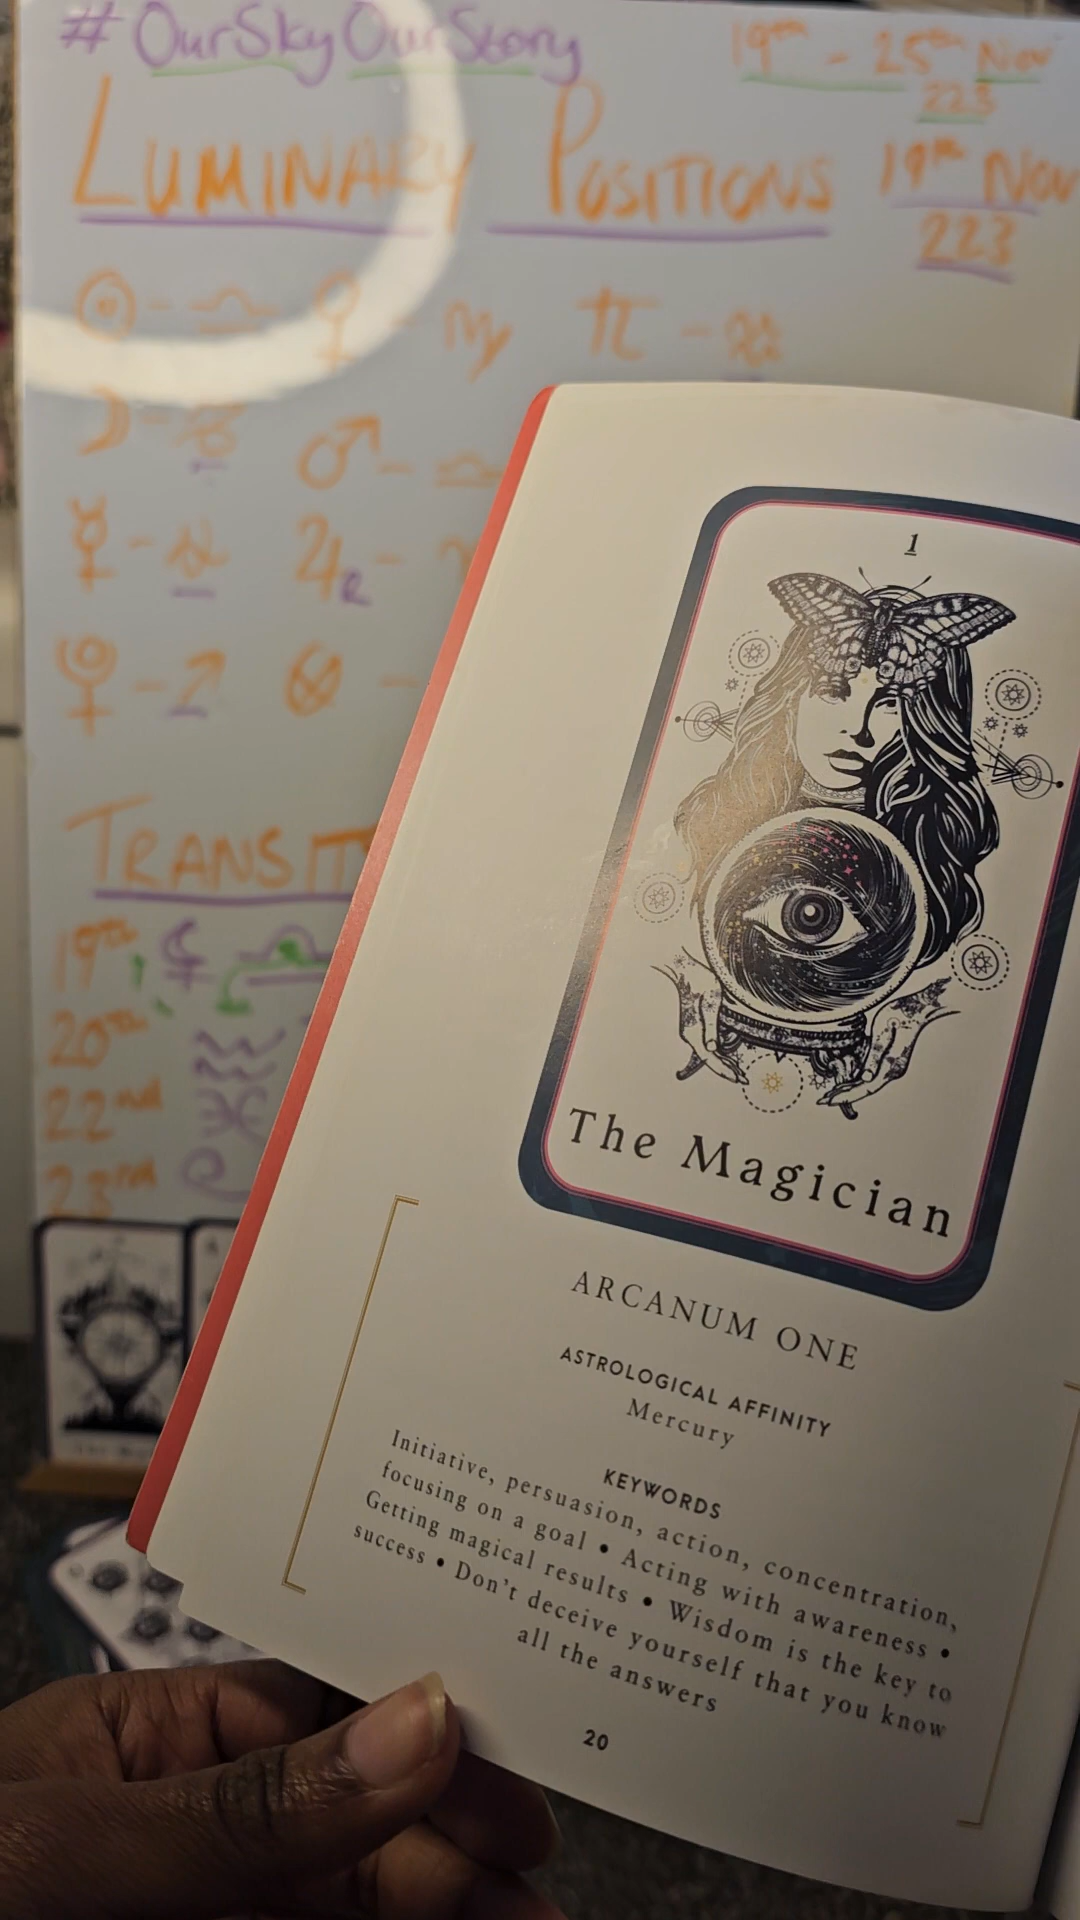 #OurSkyOurStory
19th - 25th Nov
223
LUMINARY POSITIONS
19th Nov
223
R
TRANSIT
19th
20th
22nd
23rd
1
The Magician
ARCANUM ONE
ASTROLOGICAL AFFINITY
Mercury
KEYWORDS
Initiative, persuasion, action, concentration,
focusing on a goal • Acting with awareness •
Getting magical results • Wisdom is the key to
success • Don't deceive yourself that you know
all the answers
20